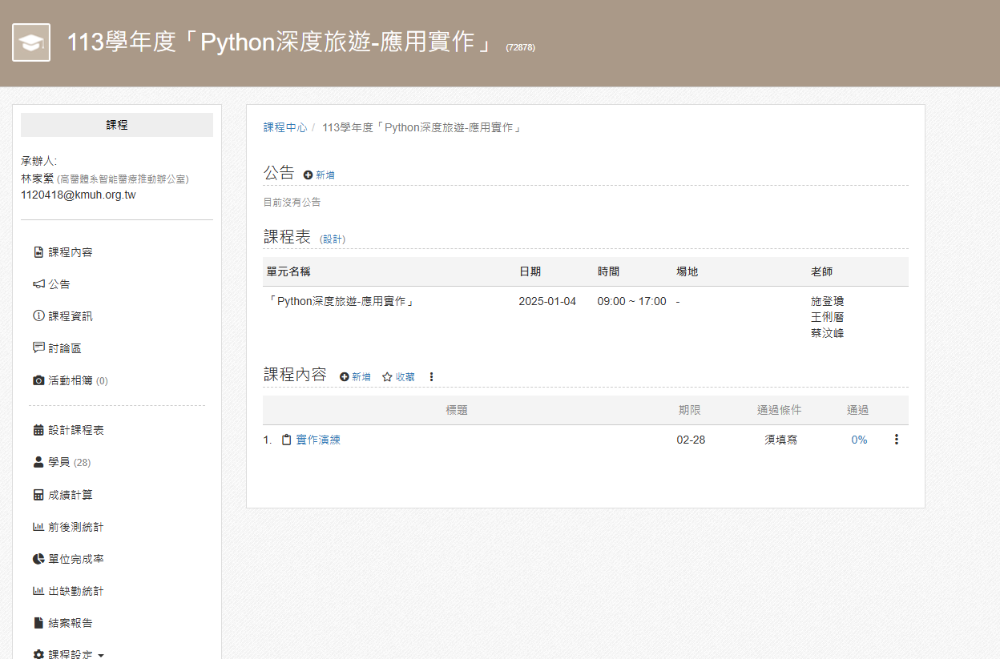 113學年度「Python深度旅遊-應用實作」 (72878)
課程
承辦人:
林家縈 (高醫體系智能醫療推動辦公室)
1120418@kmuh.org.tw
課程內容
公告
課程資訊
討論區
活動相簿 (0)
設計課程表
學員 (28)
成績計算
前後測統計
單位完成率
出缺勤統計
結案報告
課程設定
課程中心 / 113學年度「Python深度旅遊-應用實作」
公告 新增
目前沒有公告
課程表 (設計)
單元名稱 日期 時間 場地 老師
「Python深度旅遊-應用實作」 2025-01-04 09:00 ~ 17:00 - 施登瓊
王俐厝
蔡汶峰
課程內容 新增 收藏
標題 期限 通過條件 通過
1. 實作演練 02-28 須填寫 0%